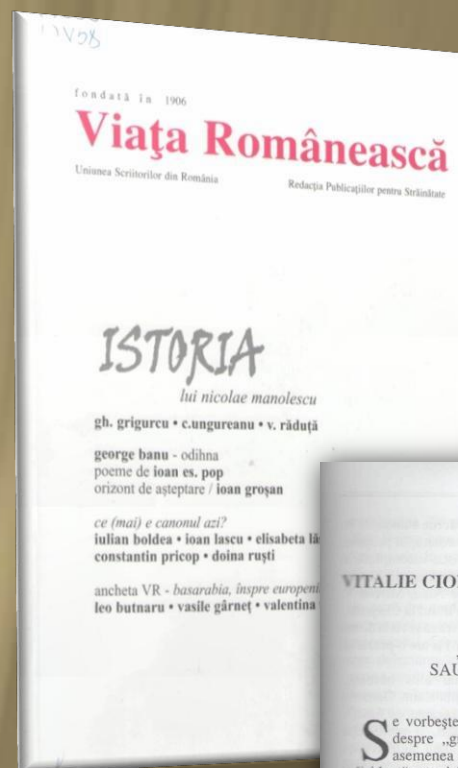 fondată în 1906
Viaţa Românească
Uniunea Scriitorilor din România
Redacţia Publicaţiilor pentru Străinătate
ISTORIA
lui nicolae manolescu
gh. grigurcu • c.ungureanu • v. răduţă
george banu - odihna
poeme de ioan es. pop
orizont de aşteptare / ioan groşan
ce (mai) e canonul azi?
iulian boldea • ioan lascu • elisabeta
constantin pricop • doina ruşti
ancheta VR - basarabia, înspre
leo butnaru • vasile gârneţ • valentina
VITALIE
SAU
Se vorbeşte
despre „
asemenea